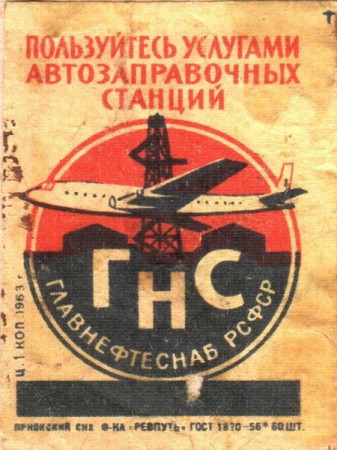 ПОЛЬЗУЙТЕСЬ УСЛУГАМИ
АВТОЗАПРАВОЧНЫХ
СТАНЦИЙ
ГНС
ГЛАВНЕФТЕСНАБ РСФСР
Ц. 1 КОП 1963 г
ПРИОКСКИЙ СНХ Ф-КА "РЕВПУТЬ" ГОСТ 1820-56* 60 ШТ.